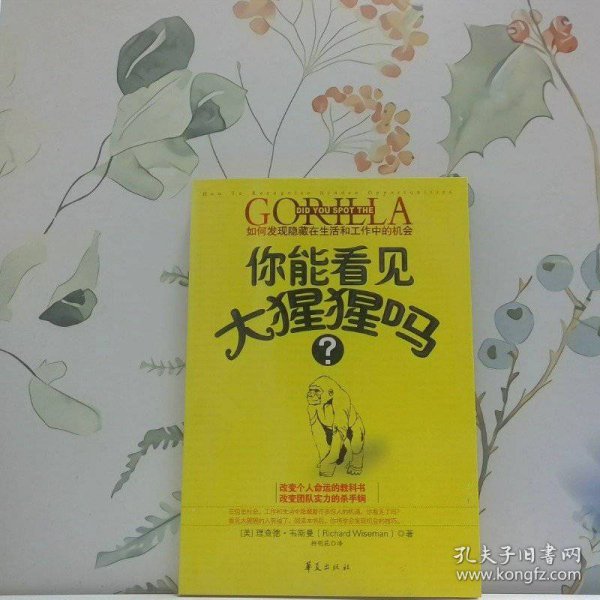 How To Recognise Hidden Opportunities
GORILLA
DID YOU SPOT THE
如何发现隐藏在生活和工作中的机会
你能看见
大猩猩吗
?
改变个人命运的教科书
改变团队实力的杀手锏
[美] 理查德·韦斯曼 ( Richard Wiseman ) ◎著
华夏出版社
孔夫子旧书网
www.kongfz.com